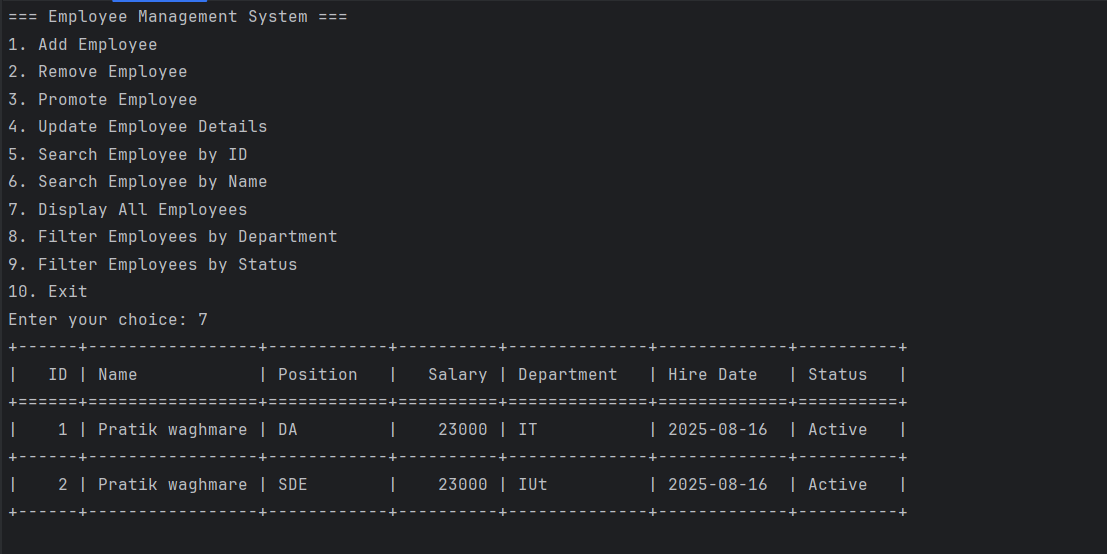 === Employee Management System ===
1. Add Employee
2. Remove Employee
3. Promote Employee
4. Update Employee Details
5. Search Employee by ID
6. Search Employee by Name
7. Display All Employees
8. Filter Employees by Department
9. Filter Employees by Status
10. Exit
Enter your choice: 7
+------+-----------------+------------+----------+--------------+-------------+----------+
|   ID | Name            | Position   |   Salary | Department   | Hire Date   | Status   |
+======+=================+============+==========+==============+=============+==========+
|    1 | Pratik waghmare | DA         |    23000 | IT           | 2025-08-16  | Active   |
+------+-----------------+------------+----------+--------------+-------------+----------+
|    2 | Pratik waghmare | SDE        |    23000 | IUt          | 2025-08-16  | Active   |
+------+-----------------+------------+----------+--------------+-------------+----------+